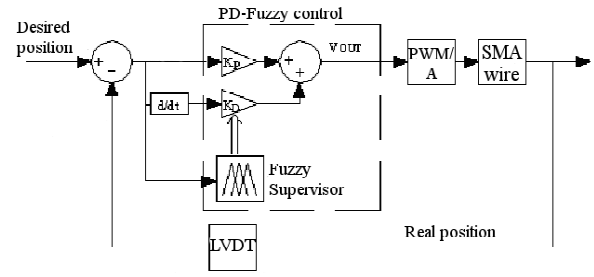 PD-Fuzzy control
Desired
position
+
−
d/dt
KP
KD
+
+
VOUT
PWM/
A
SMA
wire
Fuzzy
Supervisor
Real position
LVDT